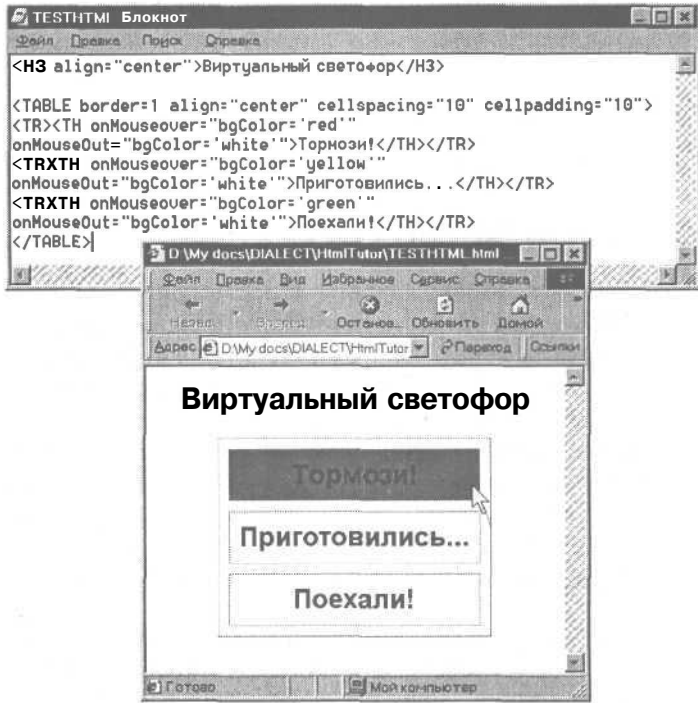 TESTHTMl Блокнот
Файл Правка Поиск Справка
<H3 align="center">Виртуальный светофор</H3>
<TABLE border=1 align="center" cellspacing="10" cellpadding="10">
<TR><TH onMouseover="bgColor='red'"
onMouseOut="bgColor='white'">Тормози!</TH></TR>
<TRXTH onMouseover="bgColor='yellow'"
onMouseOut="bgColor='white'">Приготовились...</TH></TR>
<TRXTH onMouseover="bgColor='green'"
onMouseOut="bgColor='white'">Поехали!</TH></TR>
</TABLE>
D \My docs\DIALECT\HtmlTutor\TESTHTML.html
Файл Правка Вид Избранное Сервис Справка
Назад Вперед Останов... Обновить Домой
Адрес D:\My docs\DIALECT\HtmlTutor Переход Ссылки
Виртуальный светофор
Тормози!
Приготовились...
Поехали!
Готово Мой компьютер